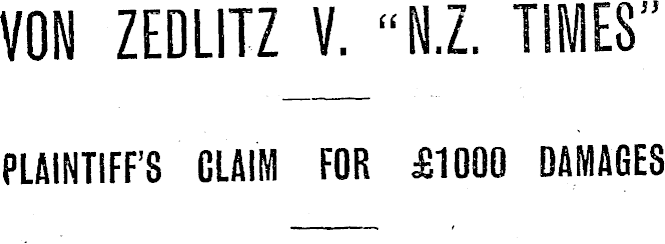 VON ZEDLITZ V. "N.Z. TIMES"
PLAINTIFF'S CLAIM FOR £1000 DAMAGES